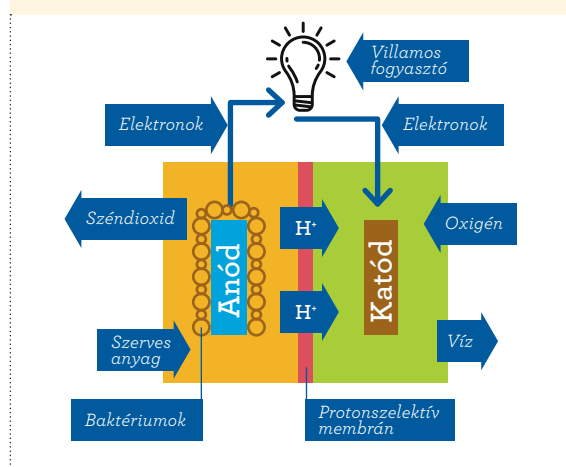 Villamos
fogyasztó
Elektronok
Elektronok
Széndioxid
H⁺
Oxigén
Anód
Katód
H⁺
Szerves
anyag
Víz
Baktériumok
Protonszelektív
membrán